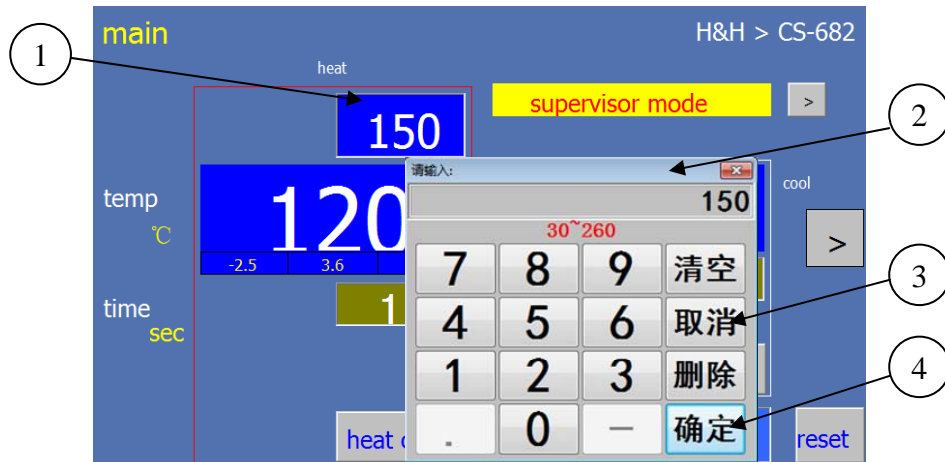 main
H&H > CS-682
1
heat
supervisor mode
>
150
2
请输入:
150
cool
temp
℃
120
30~260
>
-2.5
3.6
7
8
9
清空
3
time
sec
1
4
5
6
取消
1
2
3
删除
4
heat
.
0
—
确定
reset